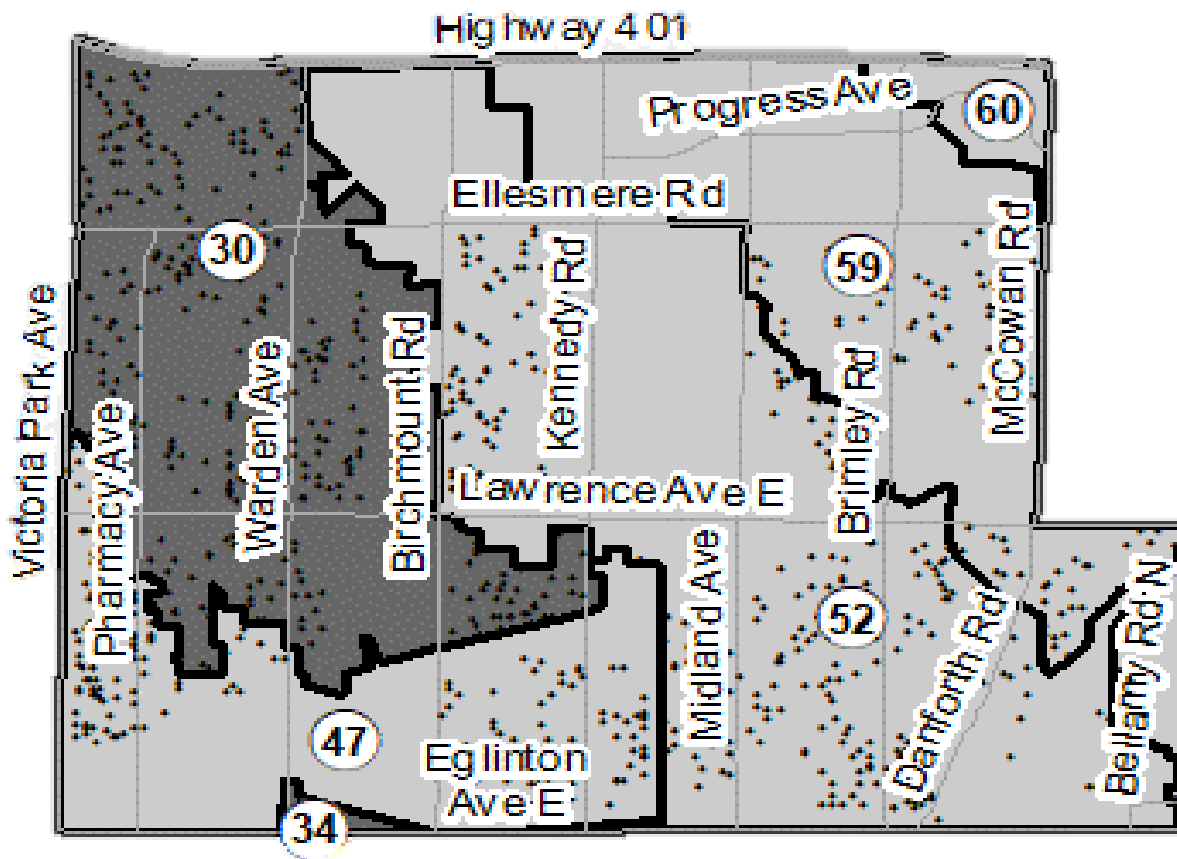 Highway 401
Progress Ave
60
Ellesmere Rd
30
59
Kennedy Rd
McCowan Rd
Victoria Park Ave
Warden Ave
Birchmount Rd
Brimley Rd
Pharmacy Ave
Lawrence Ave E
Midland Ave
52
Danforth Rd
Bellamy Rd N
47
Eglinton
Ave E
34